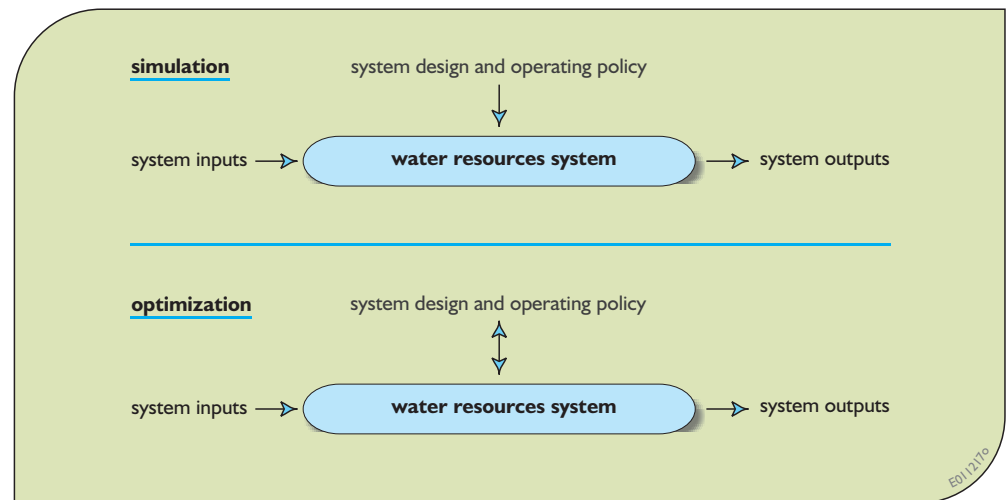 simulation
system design and operating policy
system inputs
water resources system
system outputs
optimization
system design and operating policy
system inputs
water resources system
system outputs
E011217o